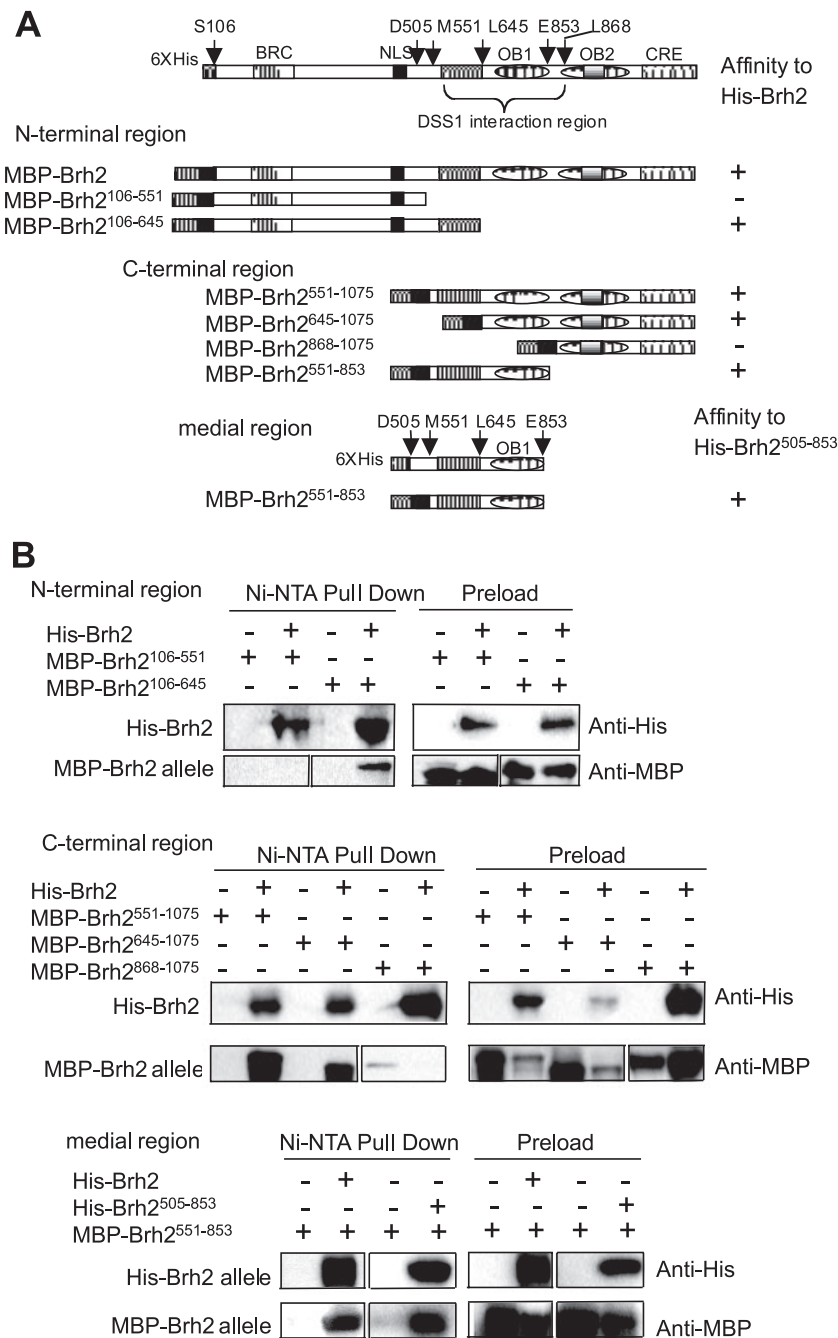 A
S106 D505 M551 L645 E853 L868
6XHis BRC NLS OB1 OB2 CRE
Affinity to
His-Brh2
DSS1 interaction region
N-terminal region
MBP-Brh2 +
MBP-Brh2106-551 -
MBP-Brh2106-645 +
C-terminal region
MBP-Brh2551-1075 +
MBP-Brh2645-1075 +
MBP-Brh2868-1075 -
MBP-Brh2551-853 +
medial region
D505 M551 L645 E853
Affinity to
His-Brh2505-853
6XHis OB1
MBP-Brh2551-853 +
B
N-terminal region
Ni-NTA Pull Down Preload
His-Brh2 - + - + - + - +
MBP-Brh2106-551 + + - - + + - -
MBP-Brh2106-645 - - + + - - + +
His-Brh2 Anti-His
MBP-Brh2 allele Anti-MBP
C-terminal region
Ni-NTA Pull Down Preload
His-Brh2 - + - + - + - + - + - +
MBP-Brh2551-1075 + + - - - - + + - - - -
MBP-Brh2645-1075 - - + + - - - - + + - -
MBP-Brh2868-1075 - - - - + + - - - - + +
His-Brh2 Anti-His
MBP-Brh2 allele Anti-MBP
medial region
Ni-NTA Pull Down Preload
His-Brh2 - + - - - + - -
His-Brh2505-853 - - - + - - - +
MBP-Brh2551-853 + + + + + + + +
His-Brh2 allele Anti-His
MBP-Brh2 allele Anti-MBP